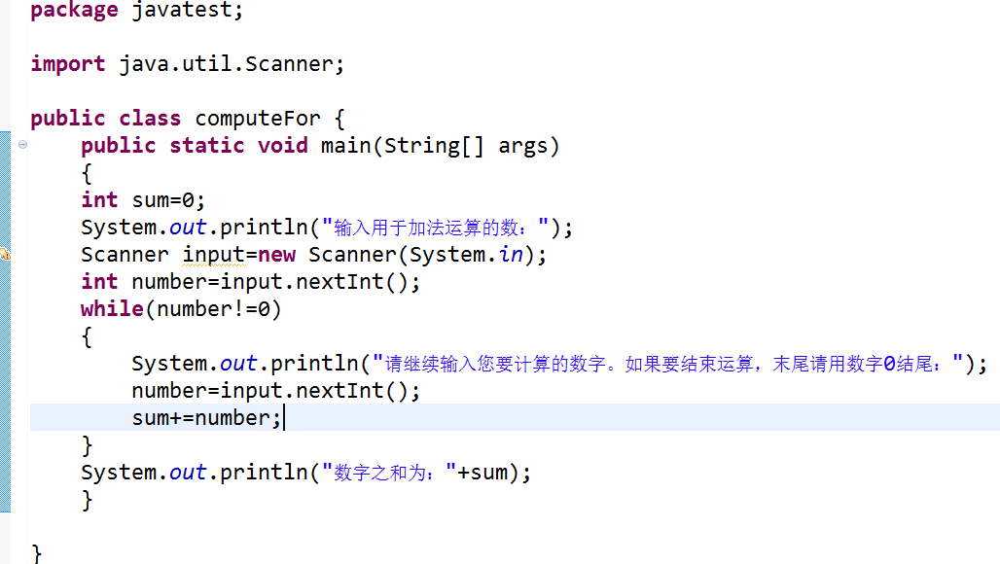 package javatest;
import java.util.Scanner;
public class computeFor {
public static void main(String[] args)
{
int sum=0;
System.out.println("输入用于加法运算的数：");
Scanner input=new Scanner(System.in);
int number=input.nextInt();
while(number!=0)
{
System.out.println("请继续输入您要计算的数字。如果要结束运算，末尾请用数字0结尾：");
number=input.nextInt();
sum+=number;
}
System.out.println("数字之和为："+sum);
}
}